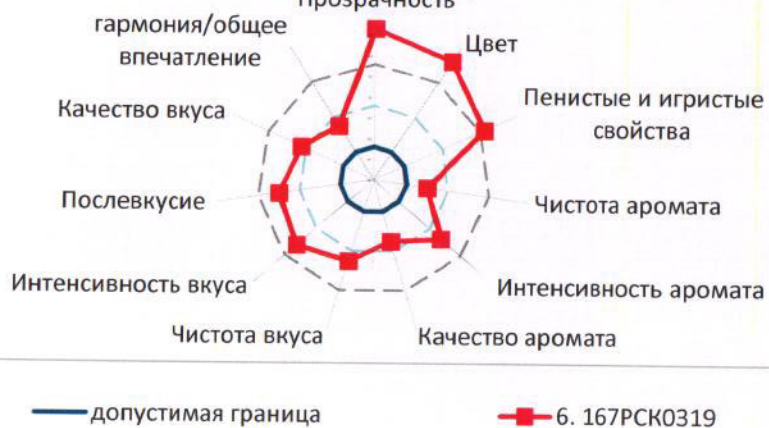 Прозрачность
гармония/общее
впечатление
Цвет
Пенистые и игристые
свойства
Качество вкуса
Чистота аромата
Послевкусие
Интенсивность аромата
Интенсивность вкуса
Качество аромата
Чистота вкуса
допустимая граница
6. 167РСК0319